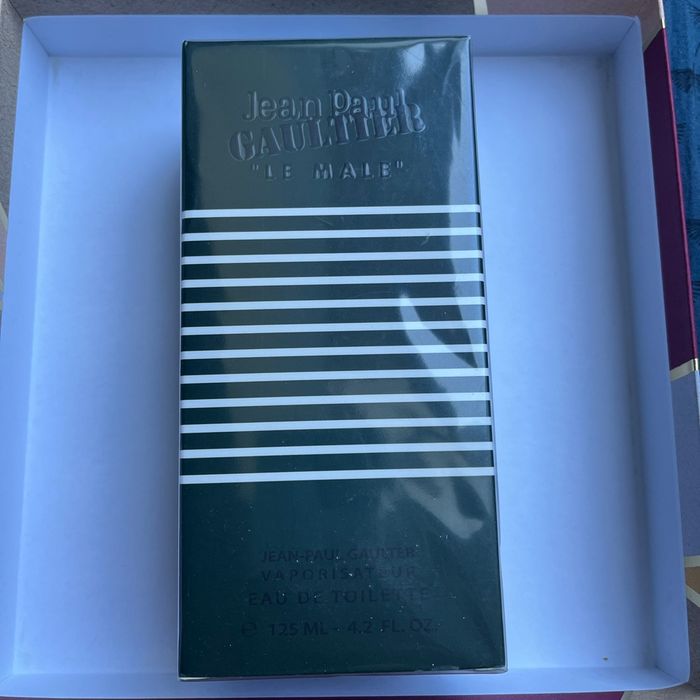 Jean Paul
GAULTIER
"LE MALE"
JEAN-PAUL GAULTIER
VAPORISATEUR
EAU DE TOILETTE
℮ 125 ML - 4.2 FL. OZ.